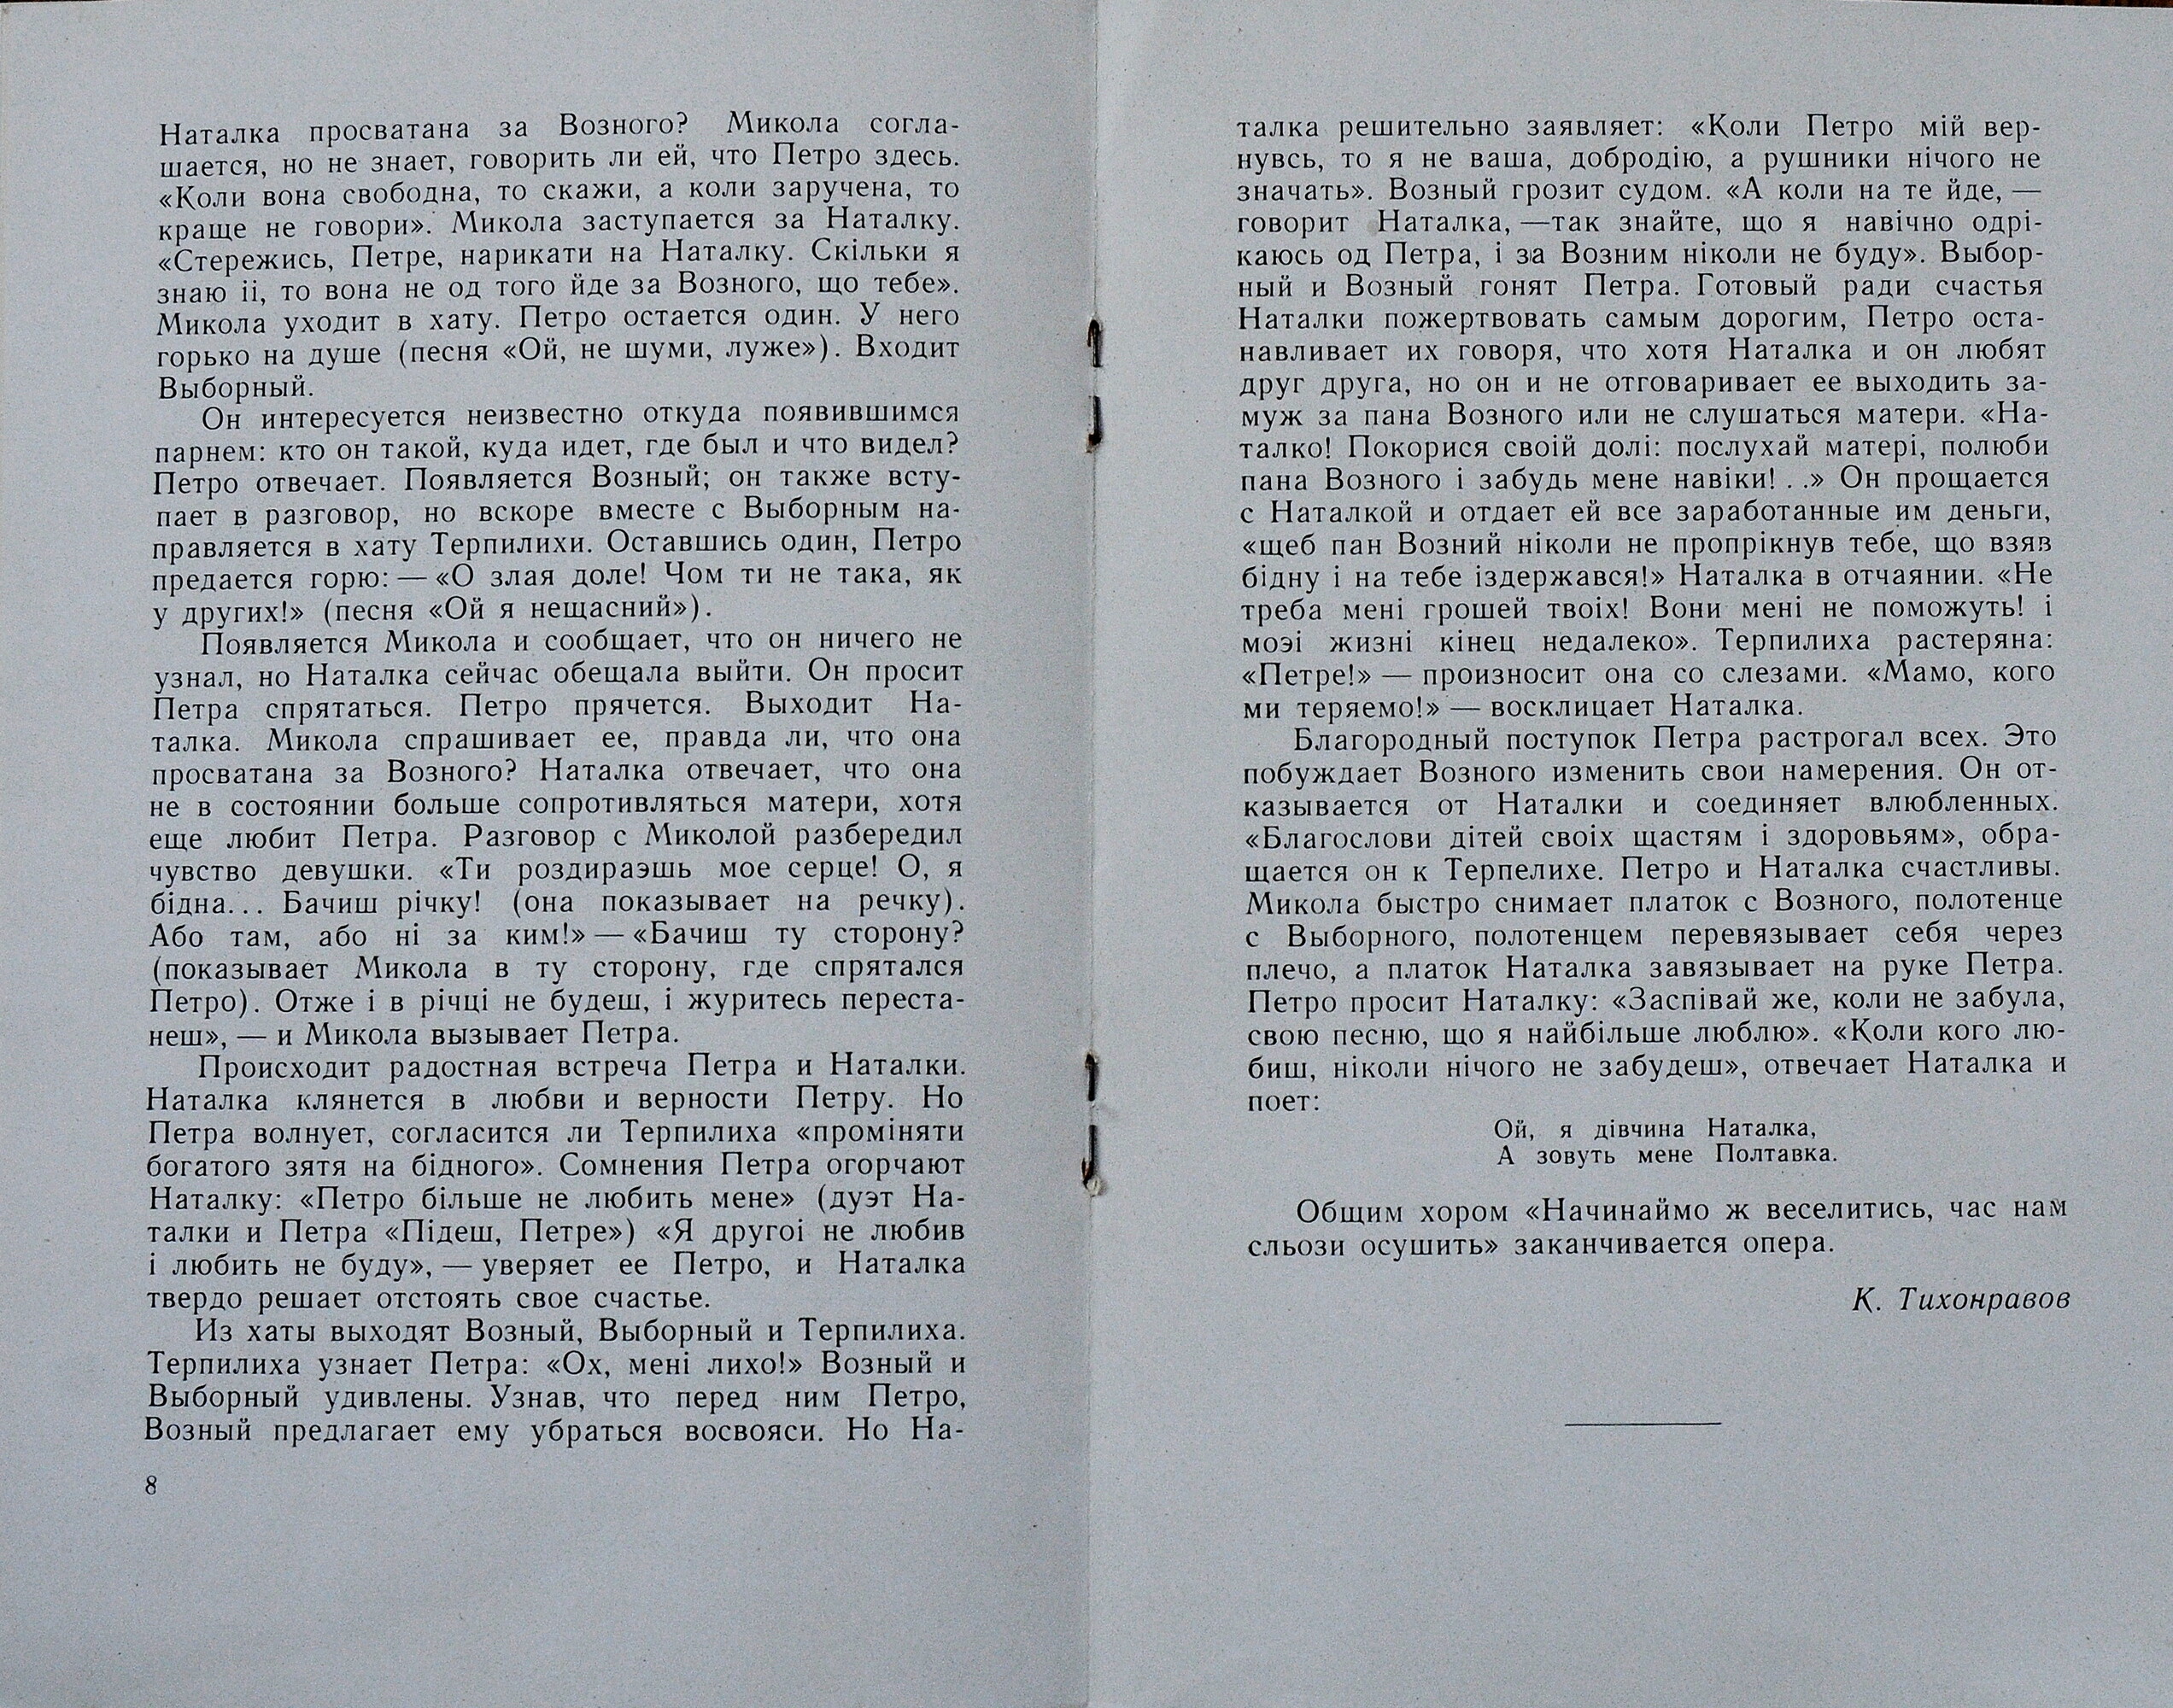 Наталка просватана за Возного? Микола согла-
шается, но не знает, говорить ли ей, что Петро здесь.
«Коли вона свободна, то скажи, а коли заручена, то
краще не говори». Микола заступается за Наталку.
«Стережись, Петре, нарикати на Наталку. Скільки я
знаю іі, то вона не од того йде за Возного, що тебе».
Микола уходит в хату. Петро остается один. У него
горько на душе (песня «Ой, не шуми, луже»). Входит
Выборный.
Он интересуется неизвестно откуда появившимся
парнем: кто он такой, куда идет, где был и что видел?
Петро отвечает. Появляется Возный; он также всту-
пает в разговор, но вскоре вместе с Выборным на-
правляется в хату Терпилихи. Оставшись один, Петро
предается горю: — «О злая доле! Чом ти не така, як
у других!» (песня «Ой я нещасний»).
Появляется Микола и сообщает, что он ничего не
узнал, но Наталка сейчас обещала выйти. Он просит
Петра спрятаться. Петро прячется. Выходит На-
талка. Микола спрашивает ее, правда ли, что она
просватана за Возного? Наталка отвечает, что она
не в состоянии больше сопротивляться матери, хотя
еще любит Петра. Разговор с Миколой разбередил
чувство девушки. «Ти роздираэшь мое серце! О, я
бідна... Бачиш річку! (она показывает на речку).
Або там, або ні за ким!» — «Бачиш ту сторону?
(показывает Микола в ту сторону, где спрятался
Петро). Отже і в річці не будеш, і журитесь переста-
неш», — и Микола вызывает Петра.
Происходит радостная встреча Петра и Наталки.
Наталка клянется в любви и верности Петру. Но
Петра волнует, согласится ли Терпилиха «проміняти
богатого зятя на бідного». Сомнения Петра огорчают
Наталку: «Петро більше не любить мене» (дуэт На-
талки и Петра «Підеш, Петре») «Я другоі не любив
і любить не буду», — уверяет ее Петро, и Наталка
твердо решает отстоять свое счастье.
Из хаты выходят Возный, Выборный и Терпилиха.
Терпилиха узнает Петра: «Ох, мені лихо!» Возный и
Выборный удивлены. Узнав, что перед ним Петро,
Возный предлагает ему убраться восвояси. Но На-
8
талка решительно заявляет: «Коли Петро мій вер-
нувсь, то я не ваша, добродію, а рушники нічого не
значать». Возный грозит судом. «А коли на те йде, —
говорит Наталка, —так знайте, що я навічно одрі-
каюсь од Петра, і за Возним ніколи не буду». Выбор-
ный и Возный гонят Петра. Готовый ради счастья
Наталки пожертвовать самым дорогим, Петро оста-
навливает их говоря, что хотя Наталка и он любят
друг друга, но он и не отговаривает ее выходить за-
муж за пана Возного или не слушаться матери. «На-
талко! Покорися своій долі: послухай матері, полюби
пана Возного і забудь мене навіки! . .» Он прощается
с Наталкой и отдает ей все заработанные им деньги,
«щеб пан Возний ніколи не пропрікнув тебе, що взяв
бідну і на тебе іздержався!» Наталка в отчаянии. «Не
треба мені грошей твоіх! Вони мені не поможуть! і
моэі жизні кінец недалеко». Терпилиха растеряна:
«Петре!» — произносит она со слезами. «Мамо, кого
ми теряемо!» — восклицает Наталка.
Благородный поступок Петра растрогал всех. Это
побуждает Возного изменить свои намерения. Он от-
казывается от Наталки и соединяет влюбленных.
«Благослови дітей своіх щастям і здоровьям», обра-
щается он к Терпелихе. Петро и Наталка счастливы.
Микола быстро снимает платок с Возного, полотенце
с Выборного, полотенцем перевязывает себя через
плечо, а платок Наталка завязывает на руке Петра.
Петро просит Наталку: «Заспівай же, коли не забула,
свою песню, що я найбільше люблю». «Коли кого лю-
биш, ніколи нічого не забудеш», отвечает Наталка и
поет:
Ой, я дівчина Наталка,
А зовуть мене Полтавка.
Общим хором «Начинаймо ж веселитись, час нам
сльози осушить» заканчивается опера.
К. Тихонравов